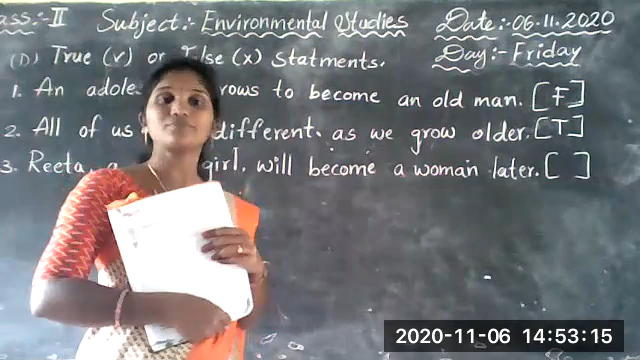 ass:- II Subject:- Environmental Studies Date:- 06.11.2020
(D) True (v) or False (x) Statments. Day:- Friday
1. An adole rows to become an old man. [F]
2. All of us different. as we grow older. [T]
3. Reeta, a girl, will become a woman later. [ ]
2020-11-06 14:53:15